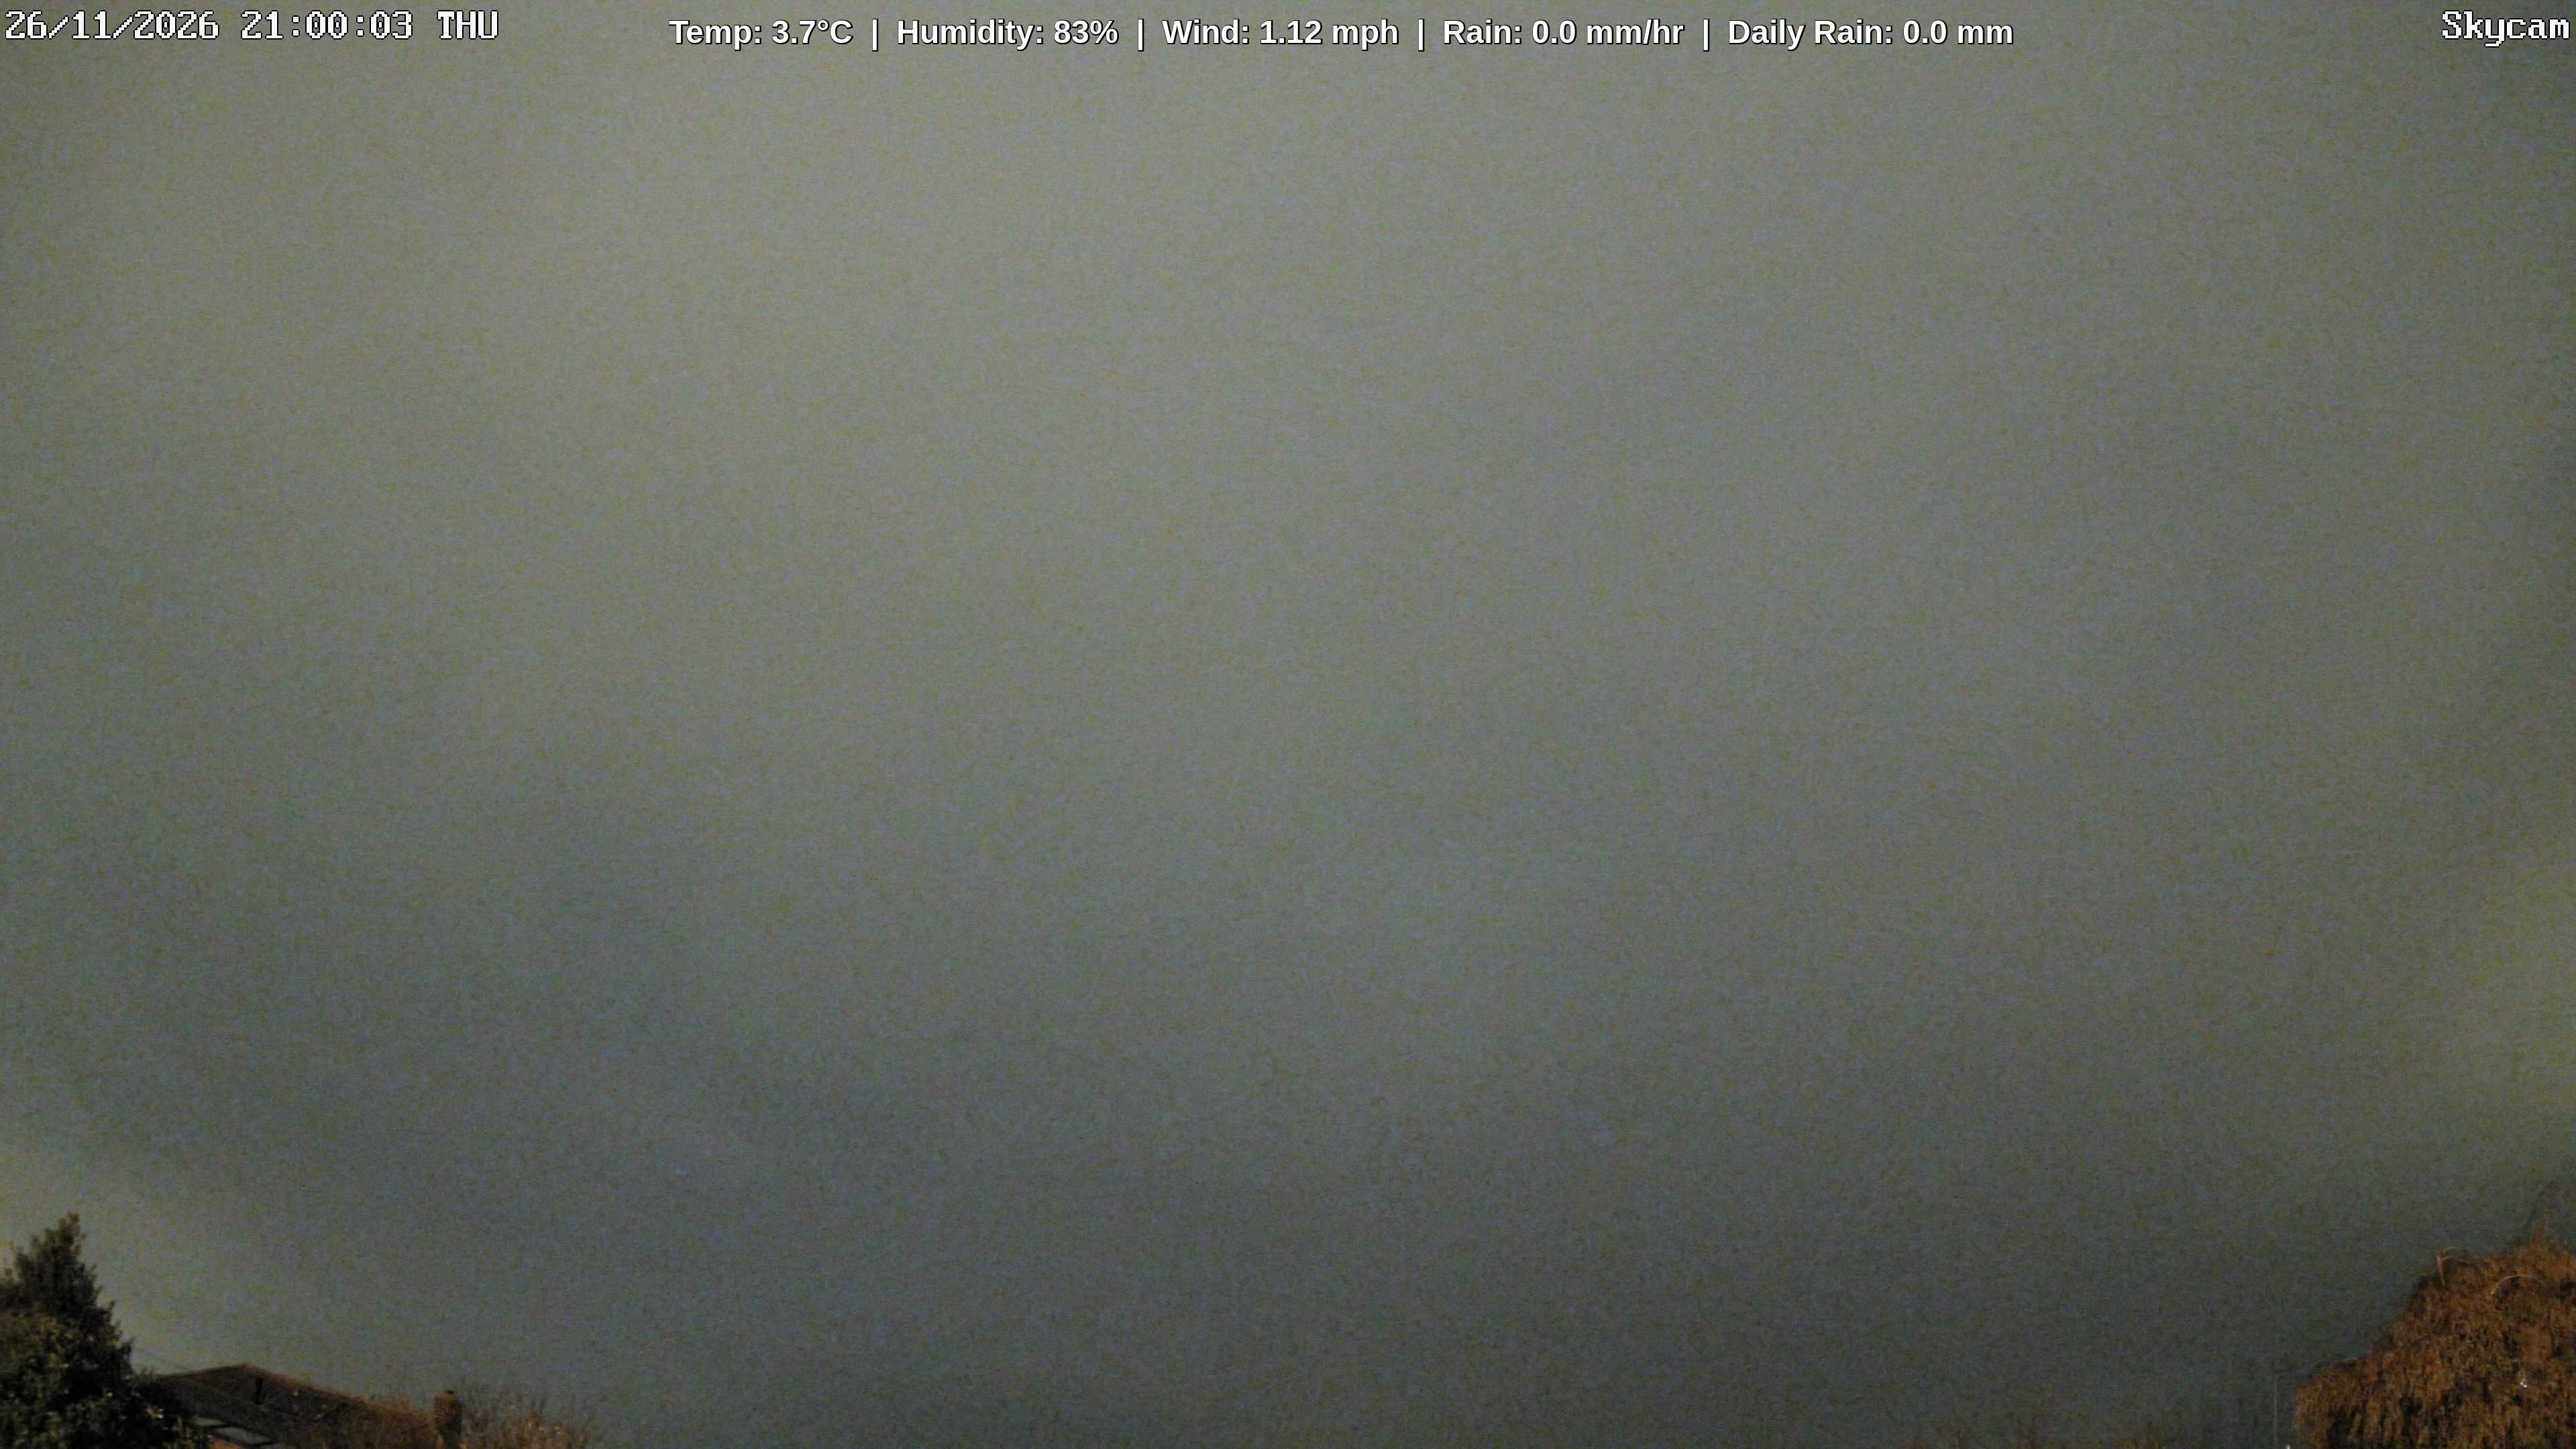 26/11/2026 21:00:03 THU
Temp: 3.7°C | Humidity: 83% | Wind: 1.12 mph | Rain: 0.0 mm/hr | Daily Rain: 0.0 mm
Skycam